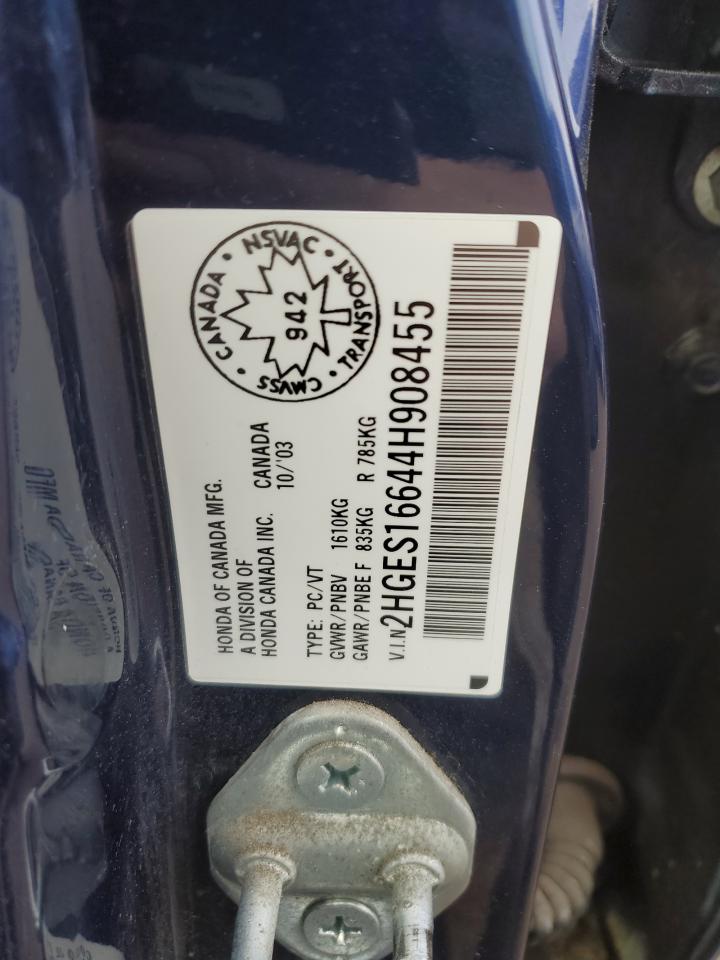 HONDA OF CANADA MFG.
A DIVISION OF
HONDA CANADA INC. CANADA
10/'03
TYPE: PC/VT
GVWR/PNBV 1610KG
GAWR/PNBE F 835KG R 785KG
V.I.N 2HGES16644H908455
CANADA • NSVAC • TRANSPORT • CMVSS •
942